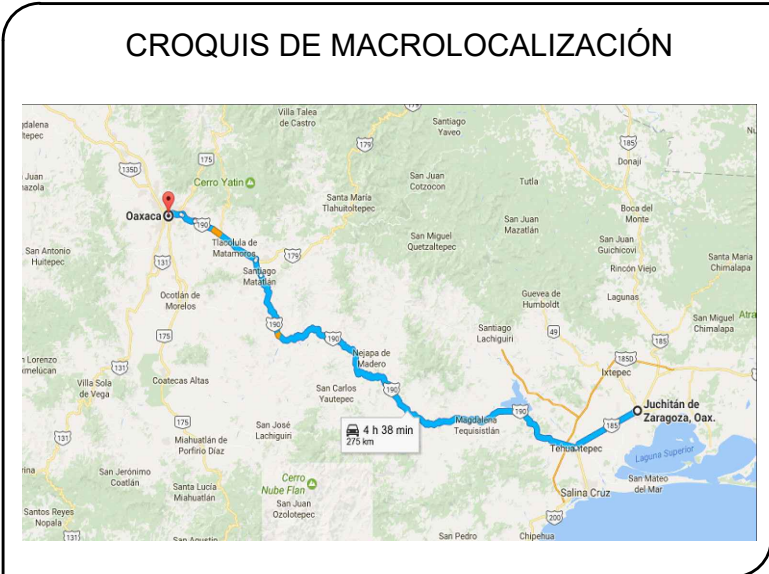 CROQUIS DE MACROLOCALIZACIÓN
Villa Talea
de Castro
179
Santiago
Yaveo
185
Donají
135D
175
179
Cerro Yatin
San Juan
Cotzocon
Tutla
Santa María
Tlahuitoltepec
Boca del
Monte
Oaxaca
190
San Juan
Mazatlán
San Miguel
Quetzaltepec
San Juan
Guichicovi
San Antonio
Huitepec
Tlacolula de
Matamoros
179
Santa Maria
Chimalapa
131
Santiago
Matatlán
Rincón Viejo
Ocotlán de
Morelos
Guevea de
Humboldt
Lagunas
190
190
Santiago
Lachiguiri
49
San Miguel
Chimalapa
175
185
Nejapa de
Madero
185D
131
Ixtepec
Villa Sola
de Vega
Coatecas Altas
San Carlos
Yautepec
190
190
Juchitán de
Zaragoza, Oax.
175
San José
Lachiguiri
4 h 38 min
275 km
Magdalena
Tequisistlán
185
131
Miahuatlán de
Porfirio Díaz
Tehuantepec
Laguna Superior
San Jerónimo
Coatlán
Santa Lucía
Miahuatlán
Cerro
Nube Flan
San Mateo
del Mar
Salina Cruz
San Juan
Ozolotepec
Santos Reyes
Nopala
200
131
San Agustín
San Pedro
Chipehua